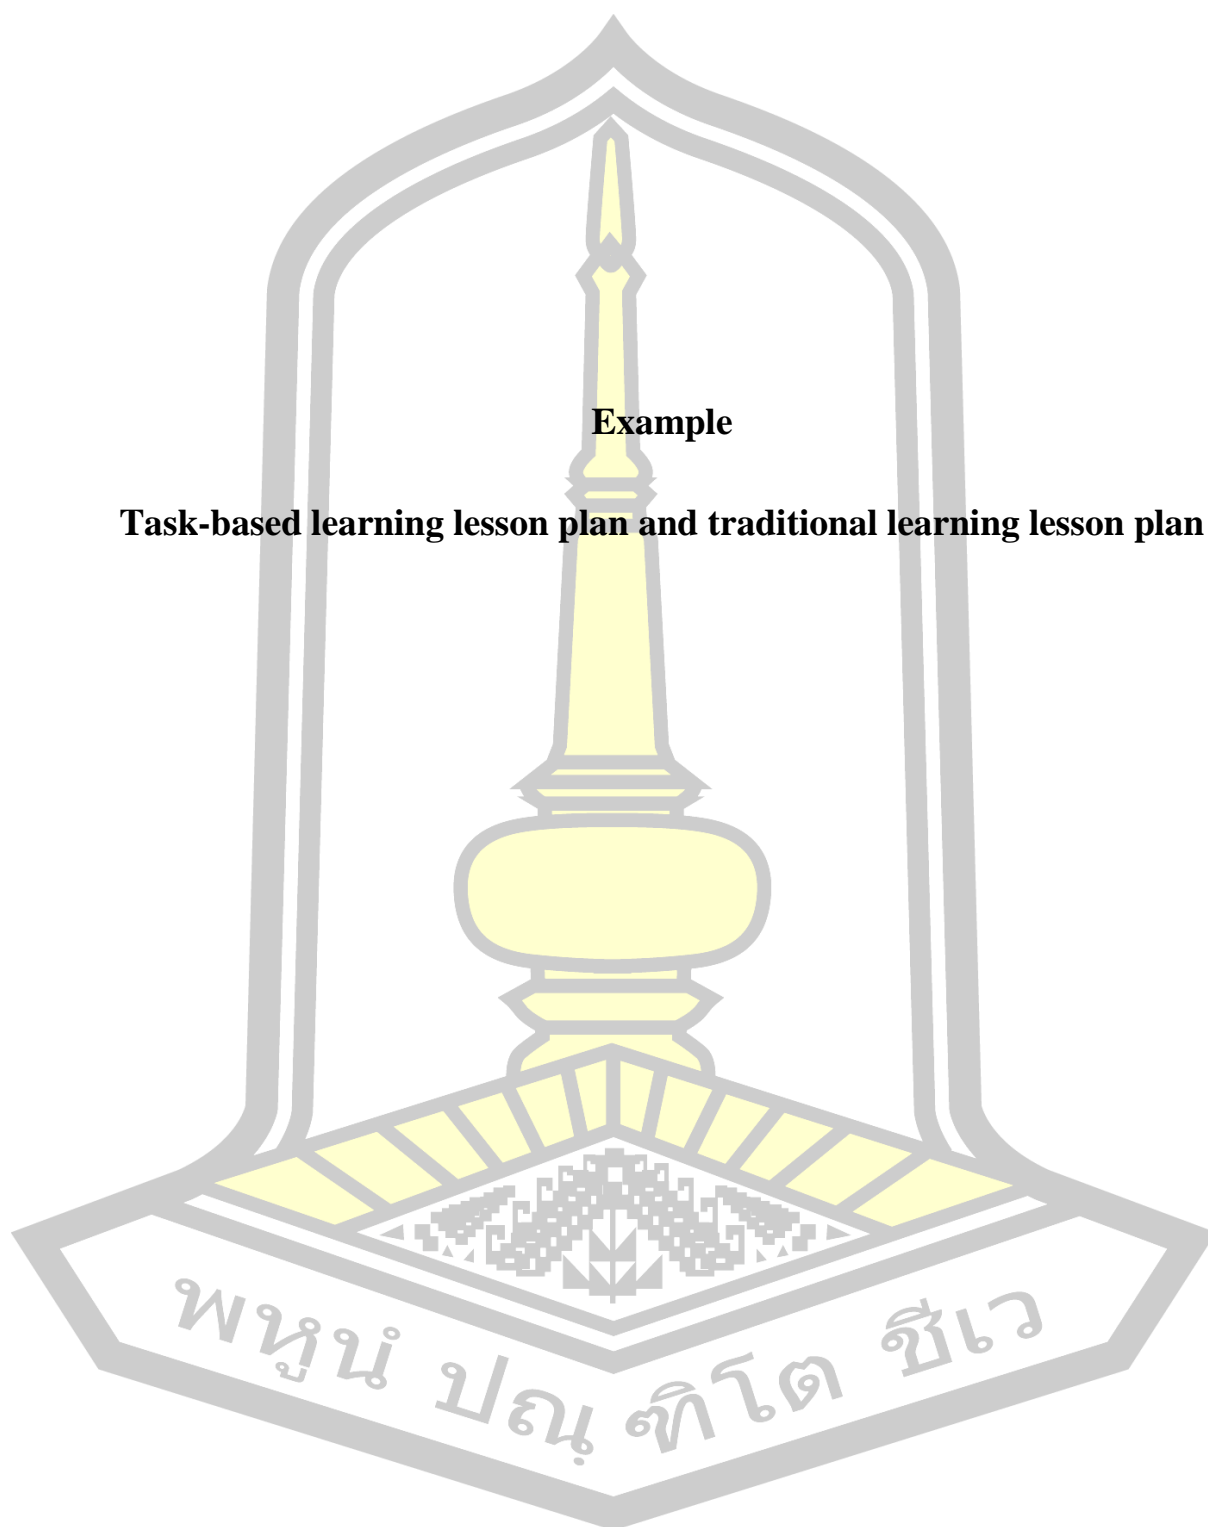 Example
Task-based learning lesson plan and traditional learning lesson plan
พหูนํ ปณฺฑิโต ชีเว